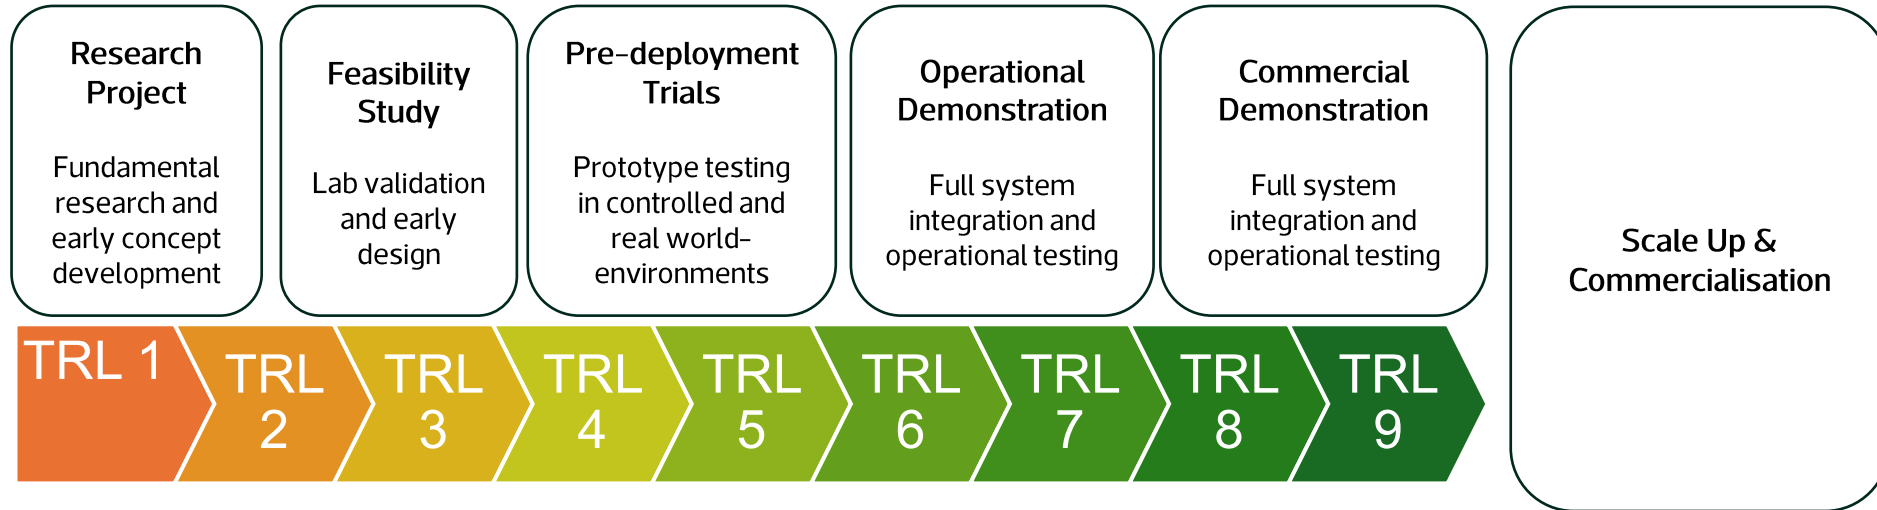 Research
Project
Fundamental
research and
early concept
development
Feasibility
Study
Lab validation
and early
design
Pre-deployment
Trials
Prototype testing
in controlled and
real world-
environments
Operational
Demonstration
Full system
integration and
operational testing
Commercial
Demonstration
Full system
integration and
operational testing
Scale Up &
Commercialisation
TRL 1
TRL
2
TRL
3
TRL
4
TRL
5
TRL
6
TRL
7
TRL
8
TRL
9